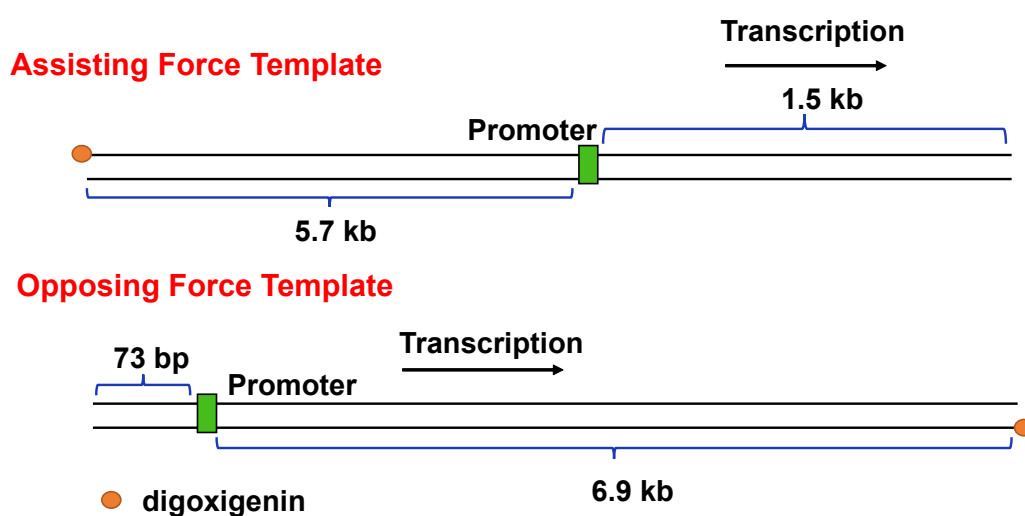 Transcription
Assisting Force Template
1.5 kb
Promoter
5.7 kb
Opposing Force Template
Transcription
73 bp
Promoter
6.9 kb
digoxigenin